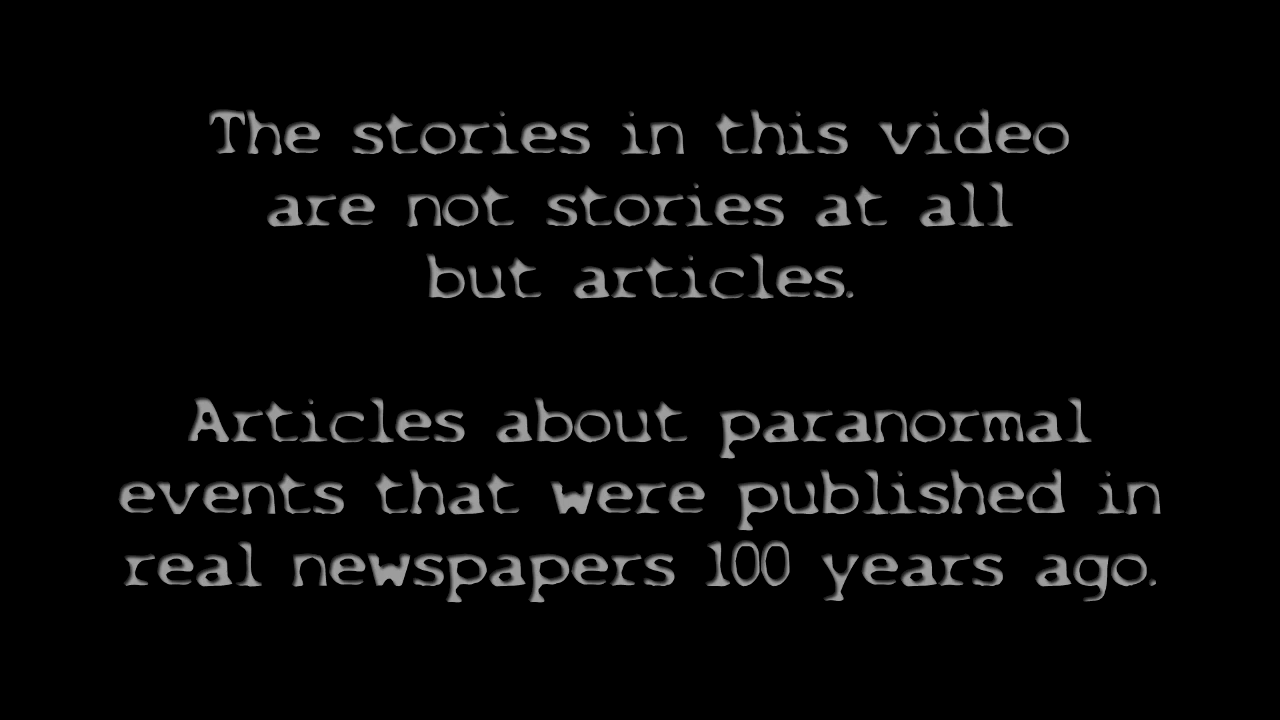 The stories in this video
are not stories at all
but articles.
Articles about paranormal
events that were published in
real newspapers 100 years ago.